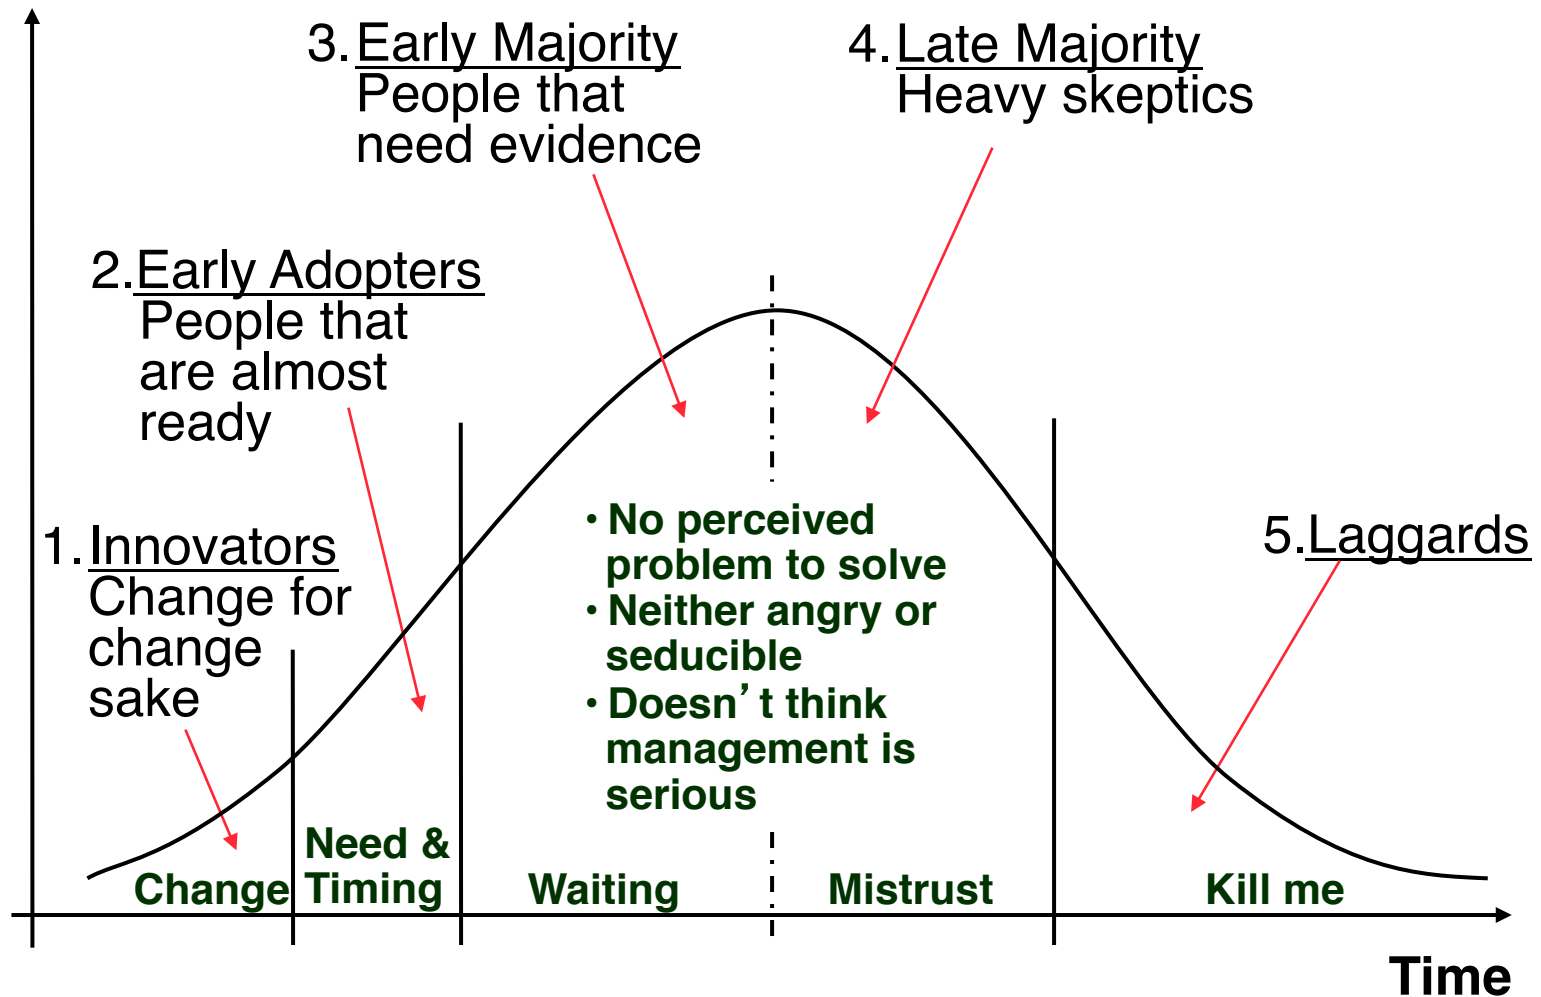 3. Early Majority
People that
need evidence
4. Late Majority
Heavy skeptics
2. Early Adopters
People that
are almost
ready
1. Innovators
Change for
change
sake
• No perceived
problem to solve
• Neither angry or
seducible
• Doesn’ t think
management is
serious
5. Laggards
Change
Need &
Timing
Waiting
Mistrust
Kill me
Time